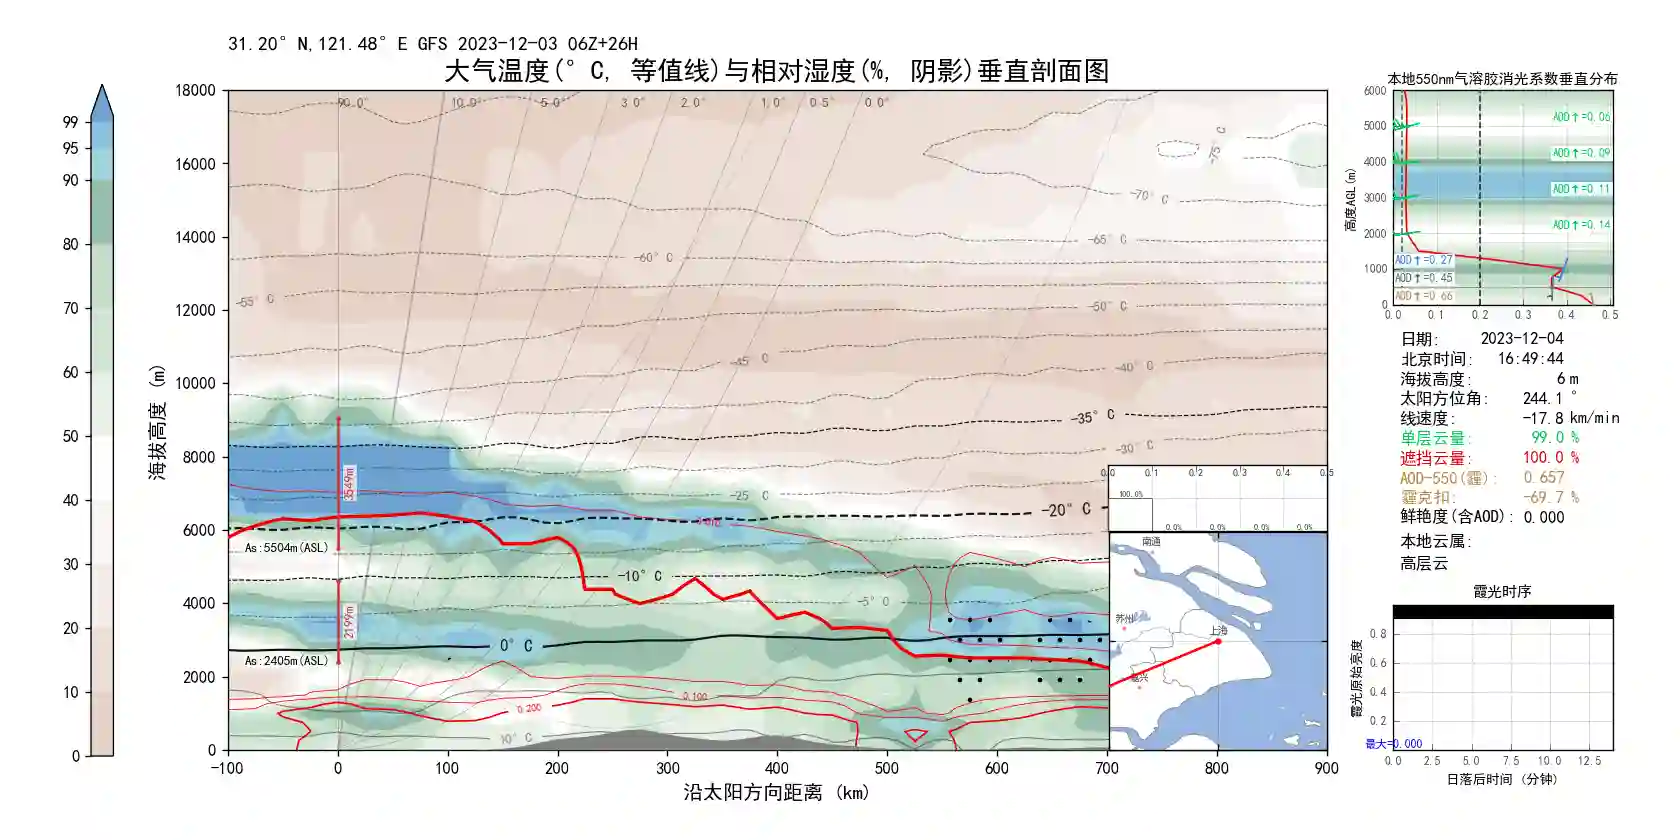 31.20° N,121.48° E GFS 2023-12-03 06Z+26H
大气温度(° C, 等值线)与相对湿度(%, 阴影)垂直剖面图
99
95
90
80
70
60
50
40
30
20
10
0
海拔高度 (m)
18000
16000
14000
12000
10000
8000
6000
4000
2000
0
90.0° 10.0° 5.0° 3.0° 2.0° 1.0° 0.5° 0.0°
-75° C
-70° C
-65° C
-60° C
-55° C
-50° C
-45° C
-40° C
-35° C
-30° C
-25° C
-20° C
-10° C
-5° C
0° C
10° C
3549m
2199m
As:5504m(ASL)
As:2405m(ASL)
0.100
0.200
-100 0 100 200 300 400 500 600 700 800 900
沿太阳方向距离 (km)
0.0 0.1 0.2 0.3 0.4 0.5
100.0%
0.0% 0.0% 0.0% 0.0%
南通
苏州
上海
嘉兴
本地550nm气溶胶消光系数垂直分布
高度AGL(m)
6000
5000
4000
3000
2000
1000
0
AOD↑=0.06
AOD↑=0.09
AOD↑=0.11
AOD↑=0.14
AOD↑=0.27
AOD↑=0.45
AOD↑=0.66
0.0 0.1 0.2 0.3 0.4 0.5
日期: 2023-12-04
北京时间: 16:49:44
海拔高度: 6 m
太阳方位角: 244.1 °
线速度: -17.8 km/min
单层云量: 99.0 %
遮挡云量: 100.0 %
AOD-550(霾): 0.657
霾克扣: -69.7 %
鲜艳度(含AOD): 0.000
本地云属:
高层云
霞光时序
霞光原始亮度
0.8
0.6
0.4
0.2
最大=0.000
0.0 2.5 5.0 7.5 10.0 12.5
日落后时间 (分钟)